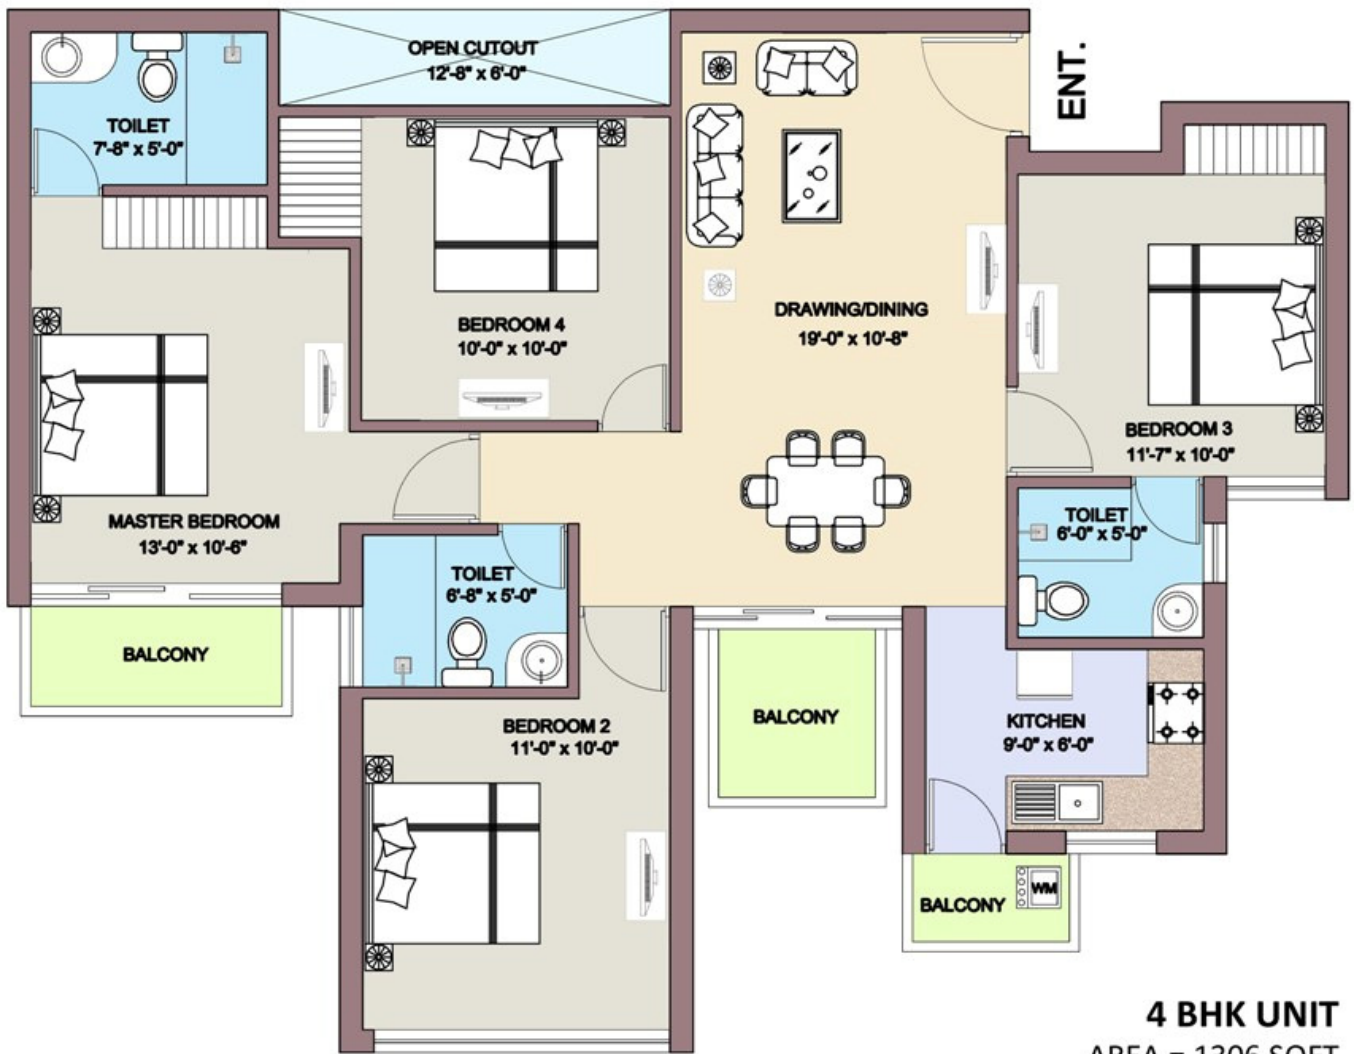 OPEN CUTOUT
12'-8" x 6'-0"
ENT.
TOILET
7'-8" x 5'-0"
BEDROOM 4
10'-0" x 10'-0"
DRAWING/DINING
19'-0" x 10'-8"
BEDROOM 3
11'-7" x 10'-0"
MASTER BEDROOM
13'-0" x 10'-6"
TOILET
6'-0" x 5'-0"
TOILET
6'-8" x 5'-0"
BALCONY
BEDROOM 2
11'-0" x 10'-0"
BALCONY
KITCHEN
9'-0" x 6'-0"
BALCONY
WM
4 BHK UNIT
AREA = 1306 SQFT